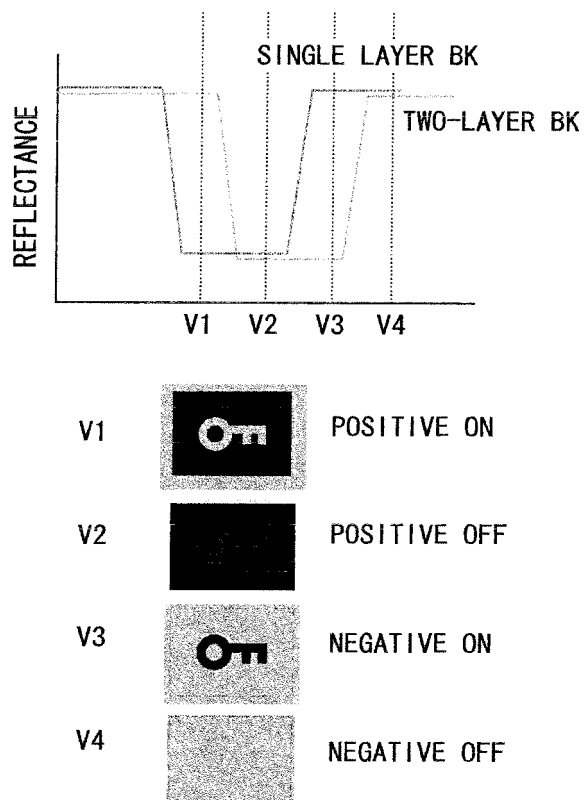 SINGLE LAYER BK
TWO-LAYER BK
REFLECTANCE
V1 V2 V3 V4
V1 POSITIVE ON
V2 POSITIVE OFF
V3 NEGATIVE ON
V4 NEGATIVE OFF